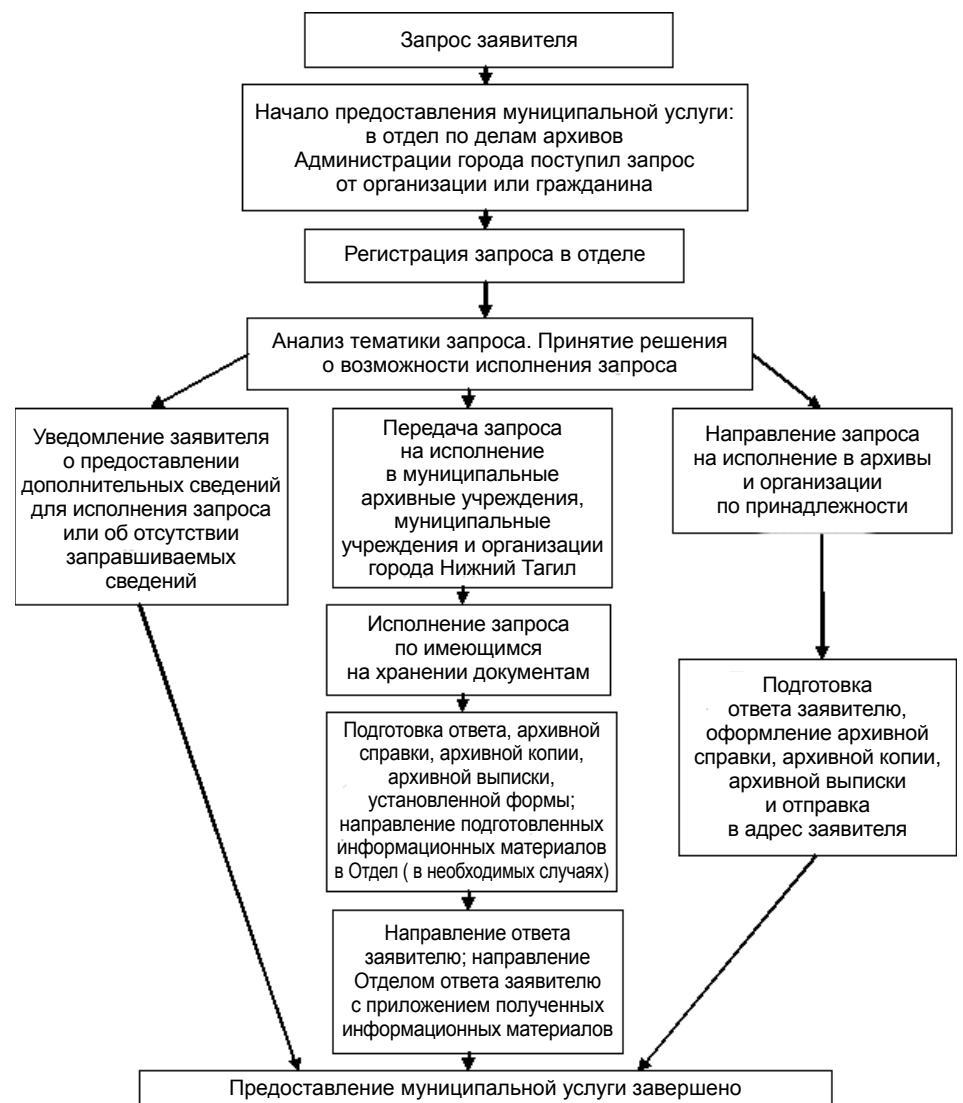 Запрос заявителя
Начало предоставления муниципальной услуги:
в отдел по делам архивов
Администрации города поступил запрос
от организации или гражданина
Регистрация запроса в отделе
Анализ тематики запроса. Принятие решения
о возможности исполнения запроса
Уведомление заявителя
о предоставлении
дополнительных сведений
для исполнения запроса
или об отсутствии
запрашиваемых
сведений
Передача запроса
на исполнение
в муниципальные
архивные учреждения,
муниципальные
учреждения и организации
города Нижний Тагил
Направление запроса
на исполнение в архивы
и организации
по принадлежности
Исполнение запроса
по имеющимся
на хранении документам
Подготовка ответа, архивной
справки, архивной копии,
архивной выписки,
установленной формы;
направление подготовленных
информационных материалов
в Отдел ( в необходимых случаях)
Подготовка
ответа заявителю,
оформление архивной
справки, архивной копии,
архивной выписки
и отправка
в адрес заявителя
Направление ответа
заявителю; направление
Отделом ответа заявителю
с приложением полученных
информационных материалов
Предоставление муниципальной услуги завершено